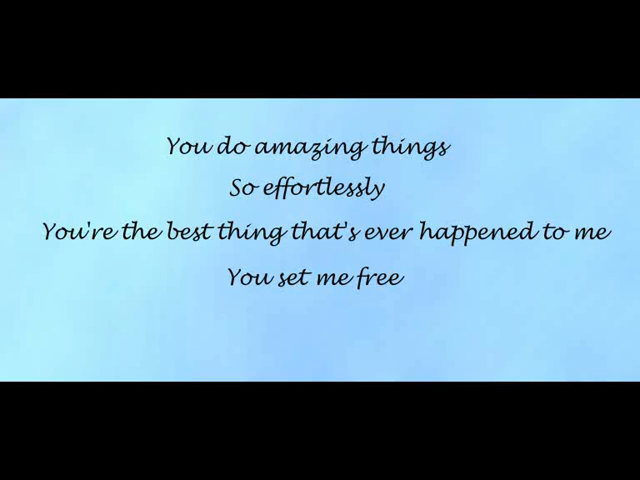 You do amazing things
So effortlessly
You're the best thing that's ever happened to me
You set me free